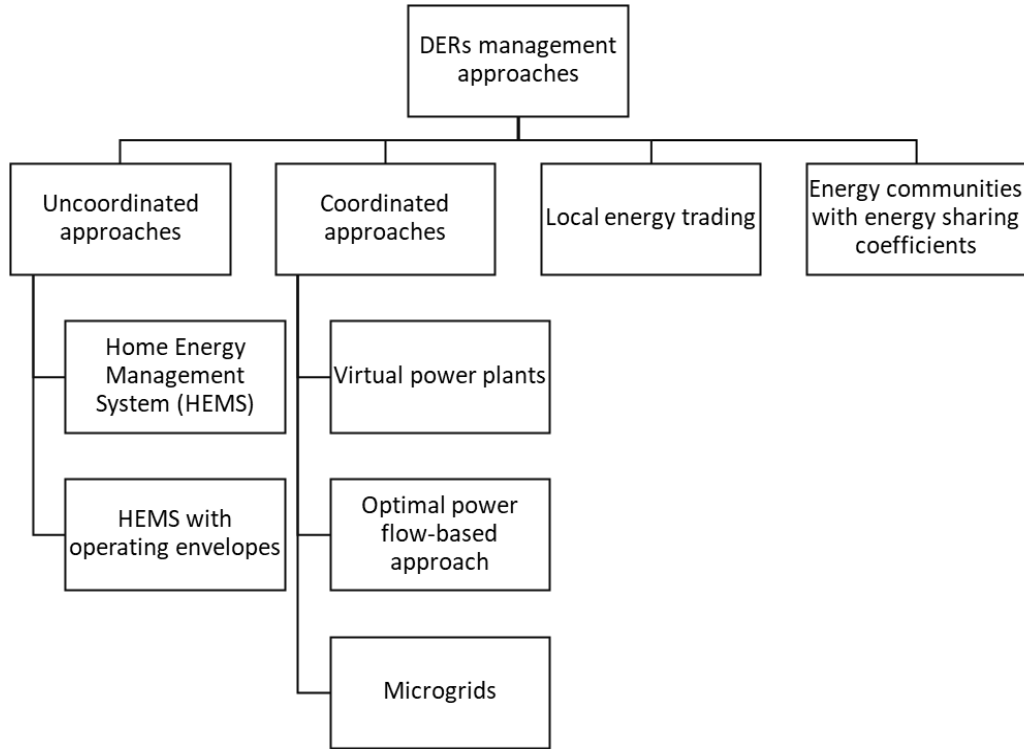 DERs management
approaches
Uncoordinated
approaches
Coordinated
approaches
Local energy trading
Energy communities
with energy sharing
coefficients
Home Energy
Management
System (HEMS)
Virtual power plants
HEMS with
operating envelopes
Optimal power
flow-based
approach
Microgrids